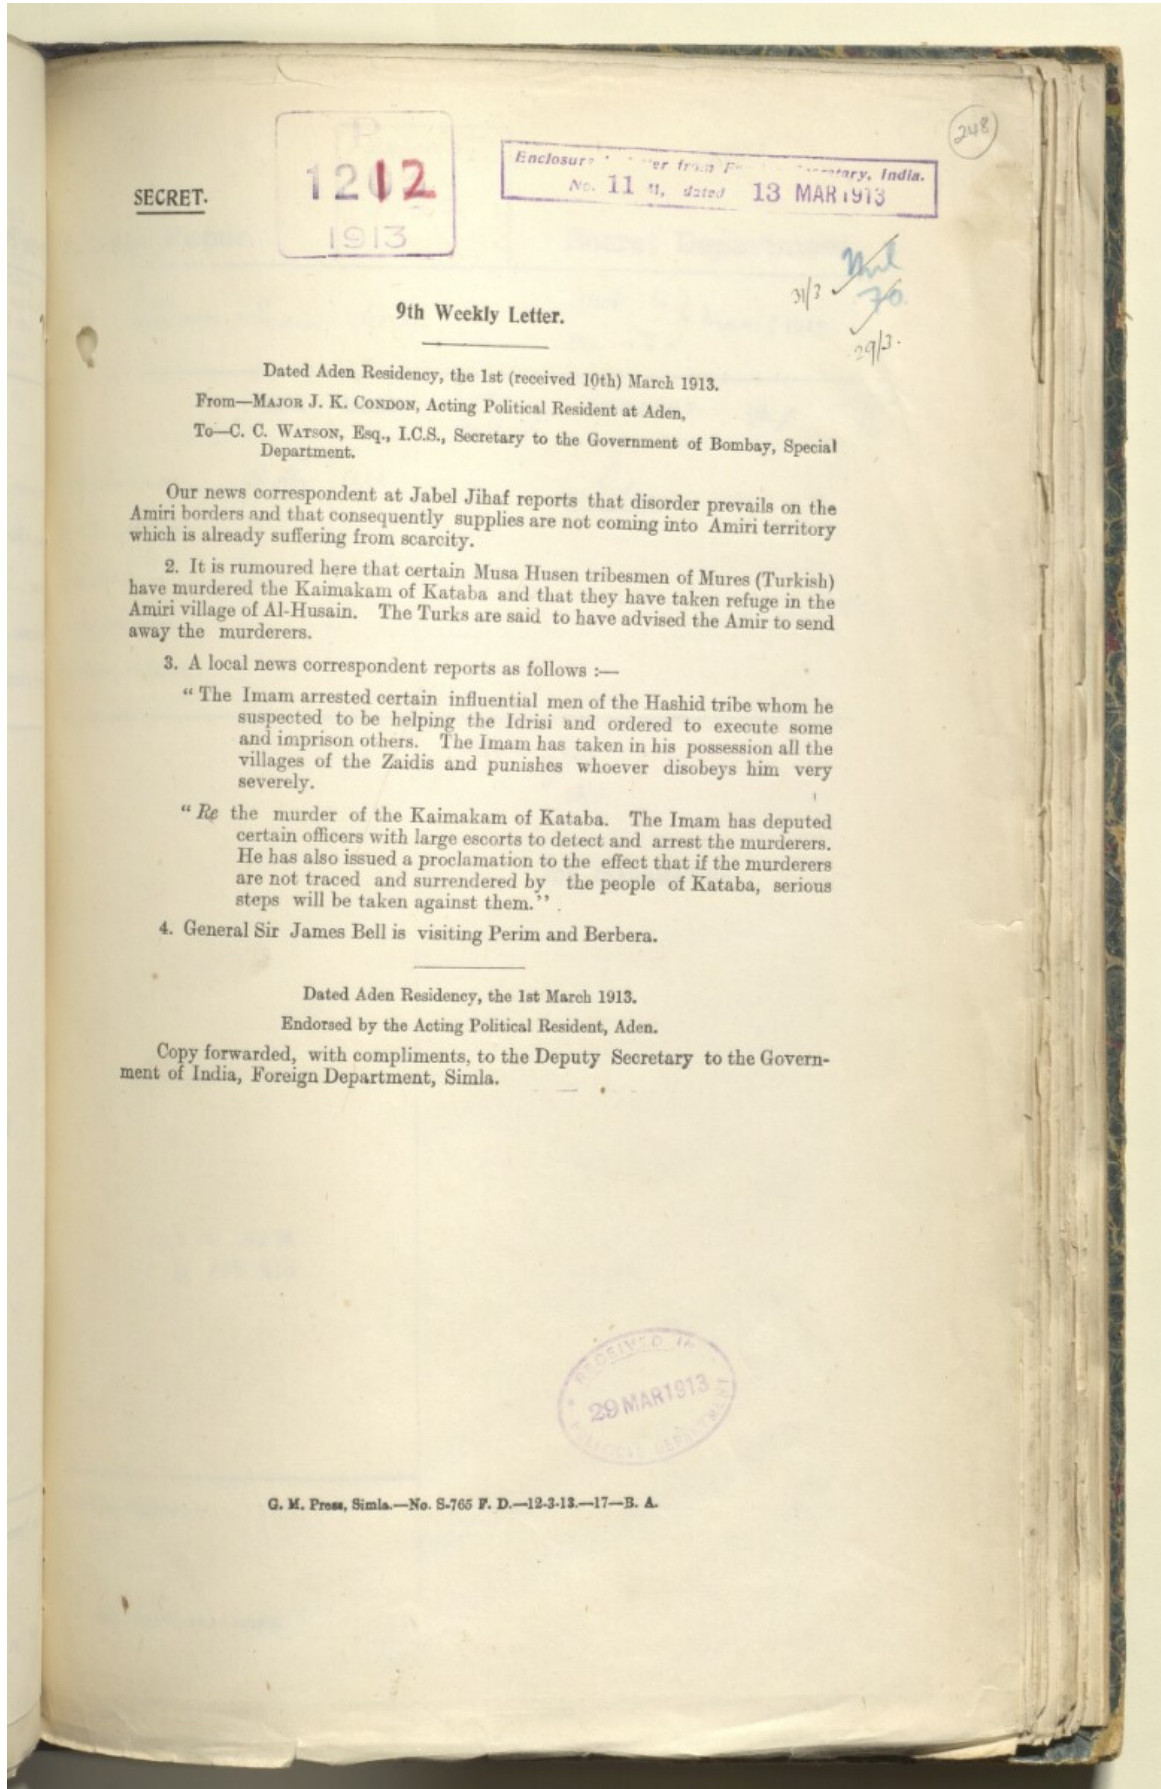 248
P
1212
1913
Enclosure from Secretary, India.
No. 11 M, dated 13 MAR 1913
SECRET.
31/3
70.
29/3.
9th Weekly Letter.
Dated Aden Residency, the 1st (received 10th) March 1913.
From—MAJOR J. K. CONDON, Acting Political Resident at Aden,
To—C. C. WATSON, Esq., I.C.S., Secretary to the Government of Bombay, Special
Department.
Our news correspondent at Jabel Jihaf reports that disorder prevails on the
Amiri borders and that consequently supplies are not coming into Amiri territory
which is already suffering from scarcity.
2. It is rumoured here that certain Musa Husen tribesmen of Mures (Turkish)
have murdered the Kaimakam of Kataba and that they have taken refuge in the
Amiri village of Al-Husain. The Turks are said to have advised the Amir to send
away the murderers.
3. A local news correspondent reports as follows :—
“ The Imam arrested certain influential men of the Hashid tribe whom he
suspected to be helping the Idrisi and ordered to execute some
and imprison others. The Imam has taken in his possession all the
villages of the Zaidis and punishes whoever disobeys him very
severely.
“ Re the murder of the Kaimakam of Kataba. The Imam has deputed
certain officers with large escorts to detect and arrest the murderers.
He has also issued a proclamation to the effect that if the murderers
are not traced and surrendered by the people of Kataba, serious
steps will be taken against them.”
4. General Sir James Bell is visiting Perim and Berbera.
Dated Aden Residency, the 1st March 1913.
Endorsed by the Acting Political Resident, Aden.
Copy forwarded, with compliments, to the Deputy Secretary to the Govern-
ment of India, Foreign Department, Simla.
RECEIVED IN
29 MAR 1913
DEPARTMENT
G. M. Press, Simla.—No. S-765 F. D.—12-3-13.—17—B. A.